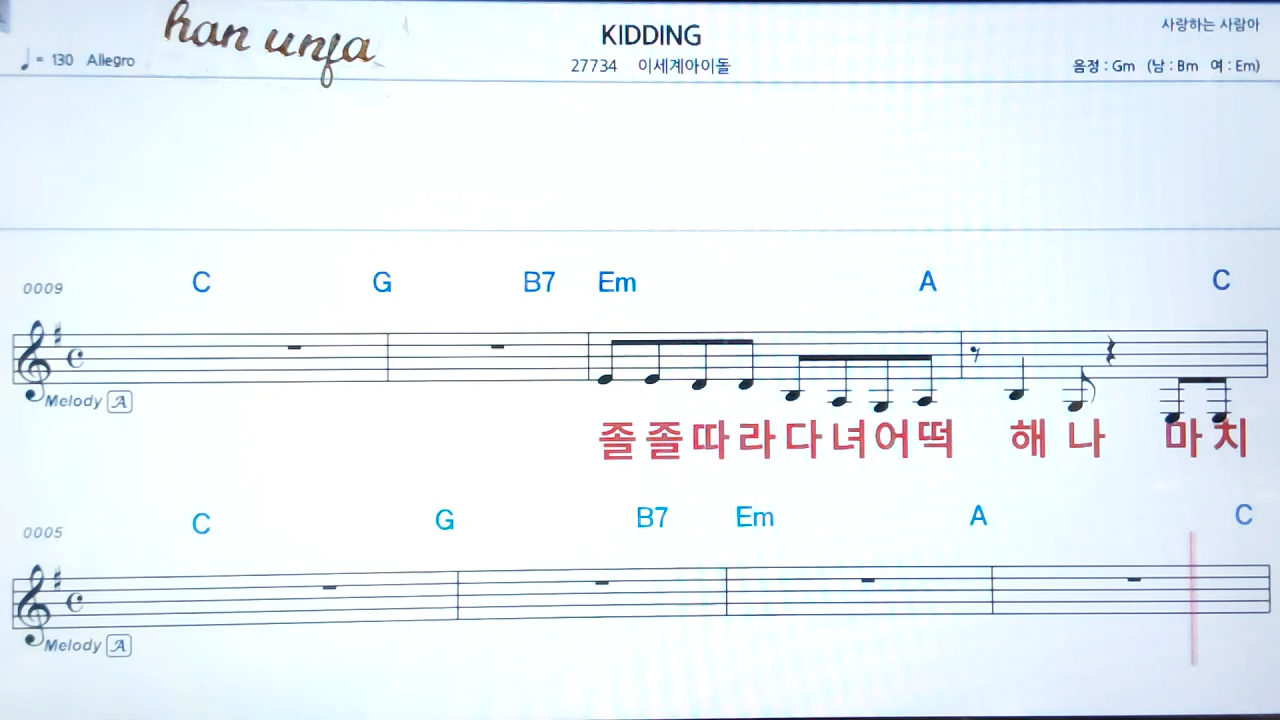 han unfa
KIDDING
사랑하는 사람아
♩ = 130 Allegro
27734 이세계아이돌
음정 : Gm (남 : Bm 여 : Em)
0009
C G B7 Em A C
Melody A
졸 졸 따 라 다 녀 어 떡 해 나 마 치
0005
C G B7 Em A C
Melody A